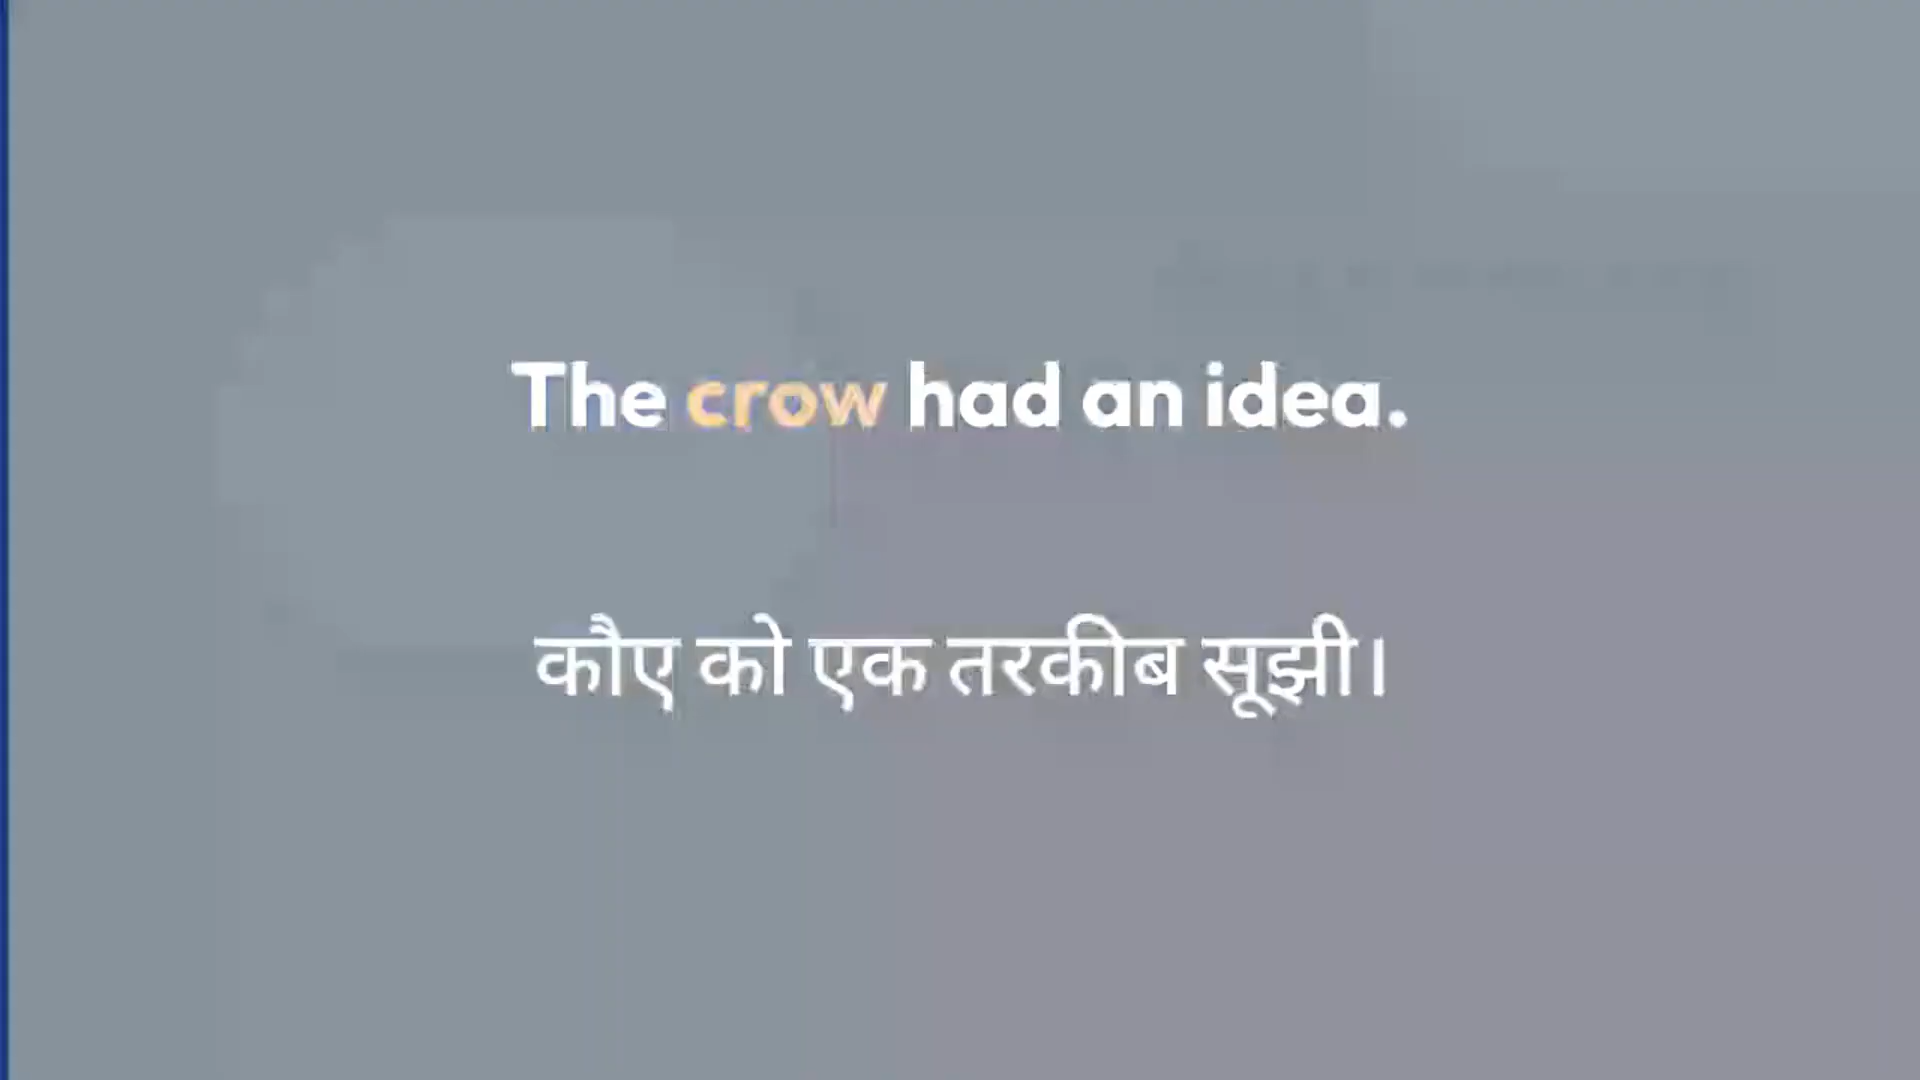 The crow had an idea.
कौए को एक तरकीब सूझी।